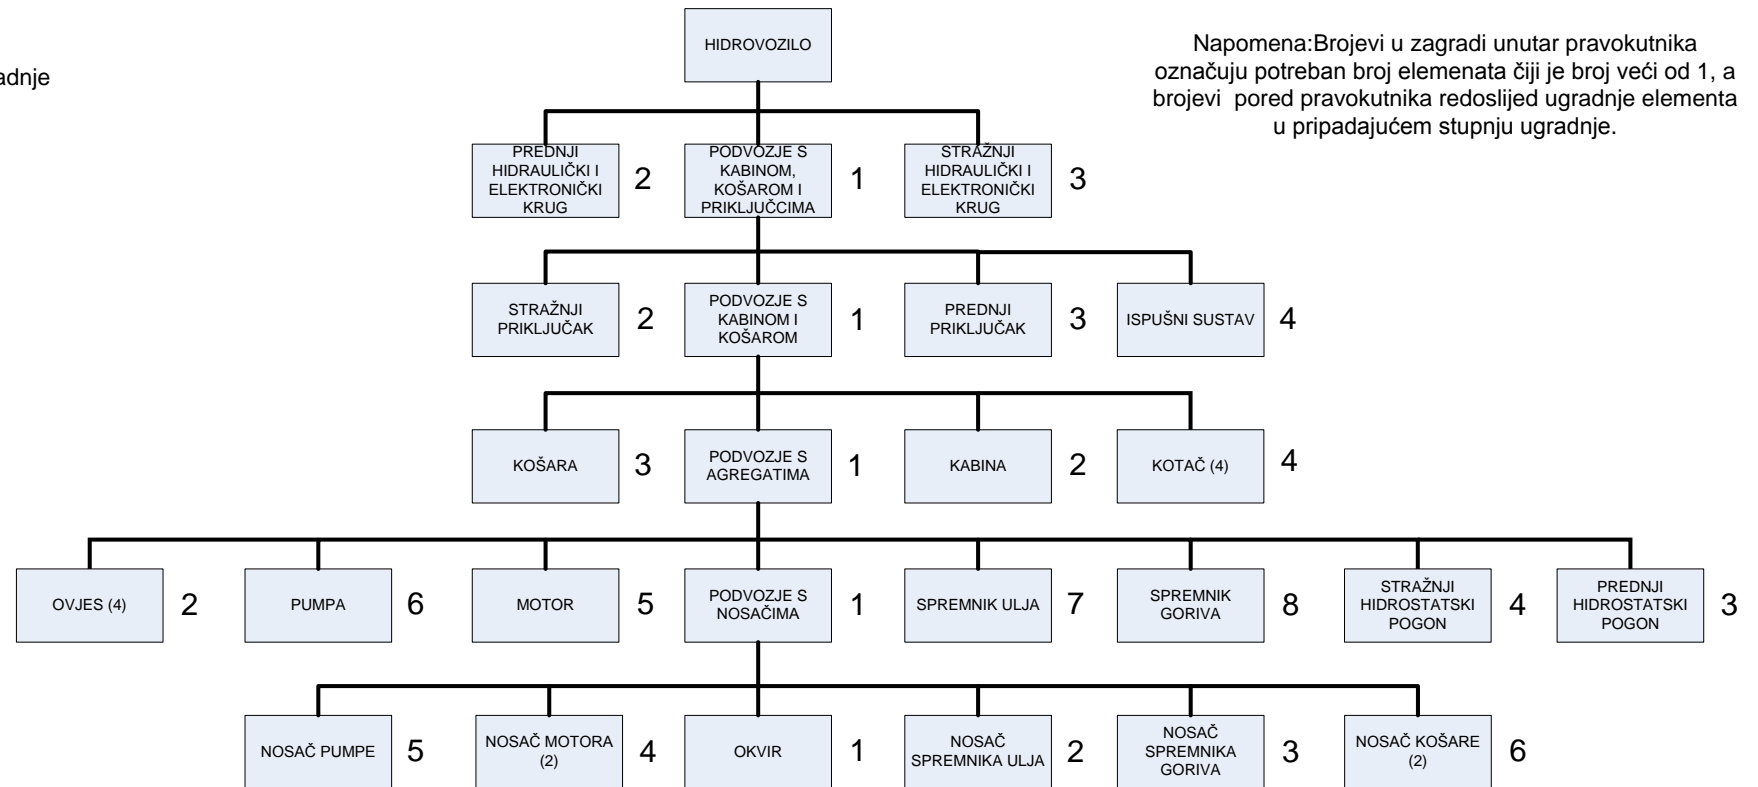 HIDROVOZILO
Napomena:Brojevi u zagradi unutar pravokutnika
označuju potreban broj elemenata čiji je broj veći od 1, a
brojevi pored pravokutnika redoslijed ugradnje elementa
u pripadajućem stupnju ugradnje.
adnje
PREDNJI
HIDRAULIČKI I
ELEKTRONIČKI
KRUG
2
PODVOZJE S
KABINOM,
KOŠAROM I
PRIKLJUČCIMA
1
STRAŽNJI
HIDRAULIČKI I
ELEKTRONIČKI
KRUG
3
STRAŽNJI
PRIKLJUČAK
2
PODVOZJE S
KABINOM I
KOŠAROM
1
PREDNJI
PRIKLJUČAK
3
ISPUŠNI SUSTAV
4
KOŠARA
3
PODVOZJE S
AGREGATIMA
1
KABINA
2
KOTAČ (4)
4
OVJES (4)
2
PUMPA
6
MOTOR
5
PODVOZJE S
NOSAČIMA
1
SPREMNIK ULJA
7
SPREMNIK
GORIVA
8
STRAŽNJI
HIDROSTATSKI
POGON
4
PREDNJI
HIDROSTATSKI
POGON
3
NOSAČ PUMPE
5
NOSAČ MOTORA
(2)
4
OKVIR
1
NOSAČ
SPREMNIKA ULJA
2
NOSAČ
SPREMNIKA
GORIVA
3
NOSAČ KOŠARE
(2)
6